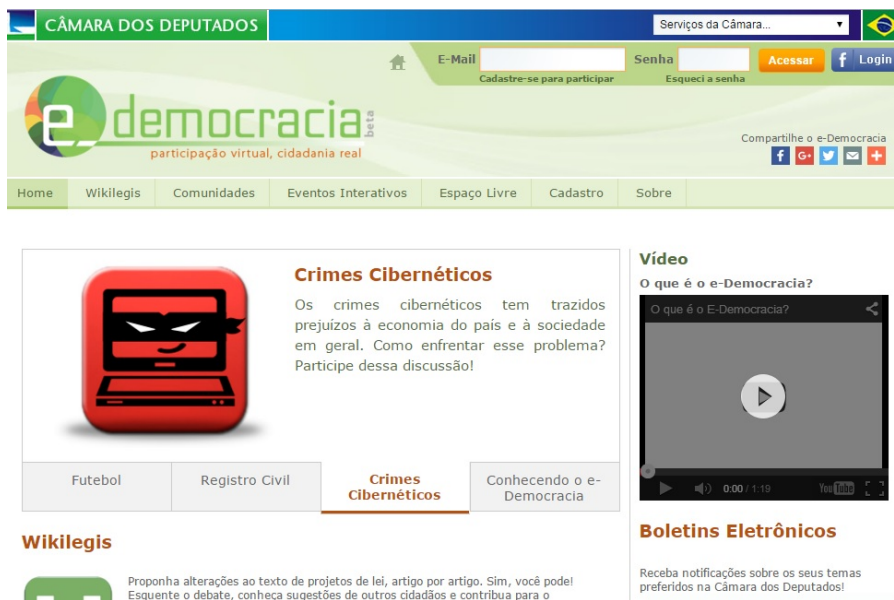 CÂMARA DOS DEPUTADOS
Serviços da Câmara...
E-Mail
Senha
Acessar
f Login
Cadastre-se para participar
Esqueci a senha
e democracia beta
participação virtual, cidadania real
Compartilhe o e-Democracia
Home
Wikilegis
Comunidades
Eventos Interativos
Espaço Livre
Cadastro
Sobre
Crimes Cibernéticos
Os crimes cibernéticos tem trazidos
prejuízos à economia do país e à sociedade
em geral. Como enfrentar esse problema?
Participe dessa discussão!
Futebol
Registro Civil
Crimes
Cibernéticos
Conhecendo o e-
Democracia
Vídeo
O que é o e-Democracia?
O que é o E-Democracia?
0:00 / 1:19
YouTube
Wikilegis
Proponha alterações ao texto de projetos de lei, artigo por artigo. Sim, você pode!
Esquente o debate, conheça sugestões de outros cidadãos e contribua para o
Boletins Eletrônicos
Receba notificações sobre os seus temas
preferidos na Câmara dos Deputados!